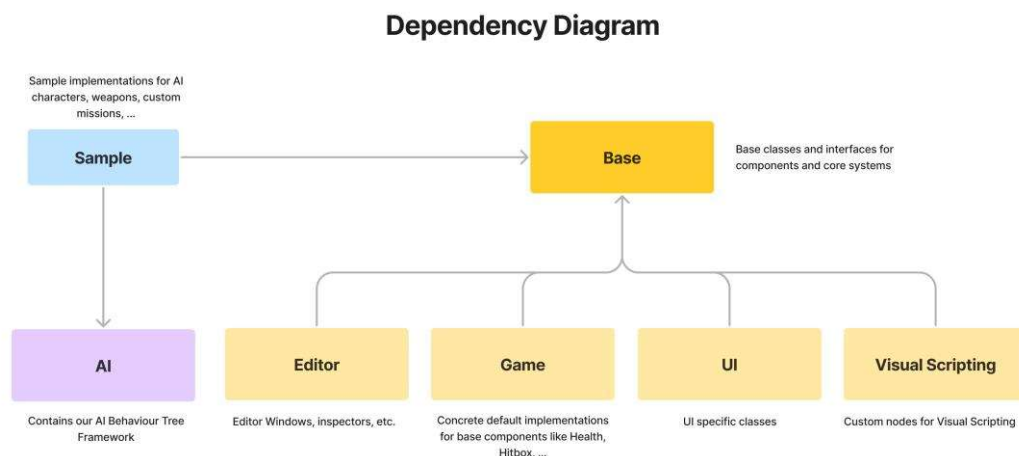 Dependency Diagram
Sample implementations for AI
characters, weapons, custom
missions, ...
Sample
Base
Base classes and interfaces for
components and core systems
AI
Editor
Game
UI
Visual Scripting
Contains our AI Behaviour Tree
Framework
Editor Windows, inspectors, etc.
Concrete default implementations
for base components like Health,
Hitbox, ...
UI specific classes
Custom nodes for Visual Scripting